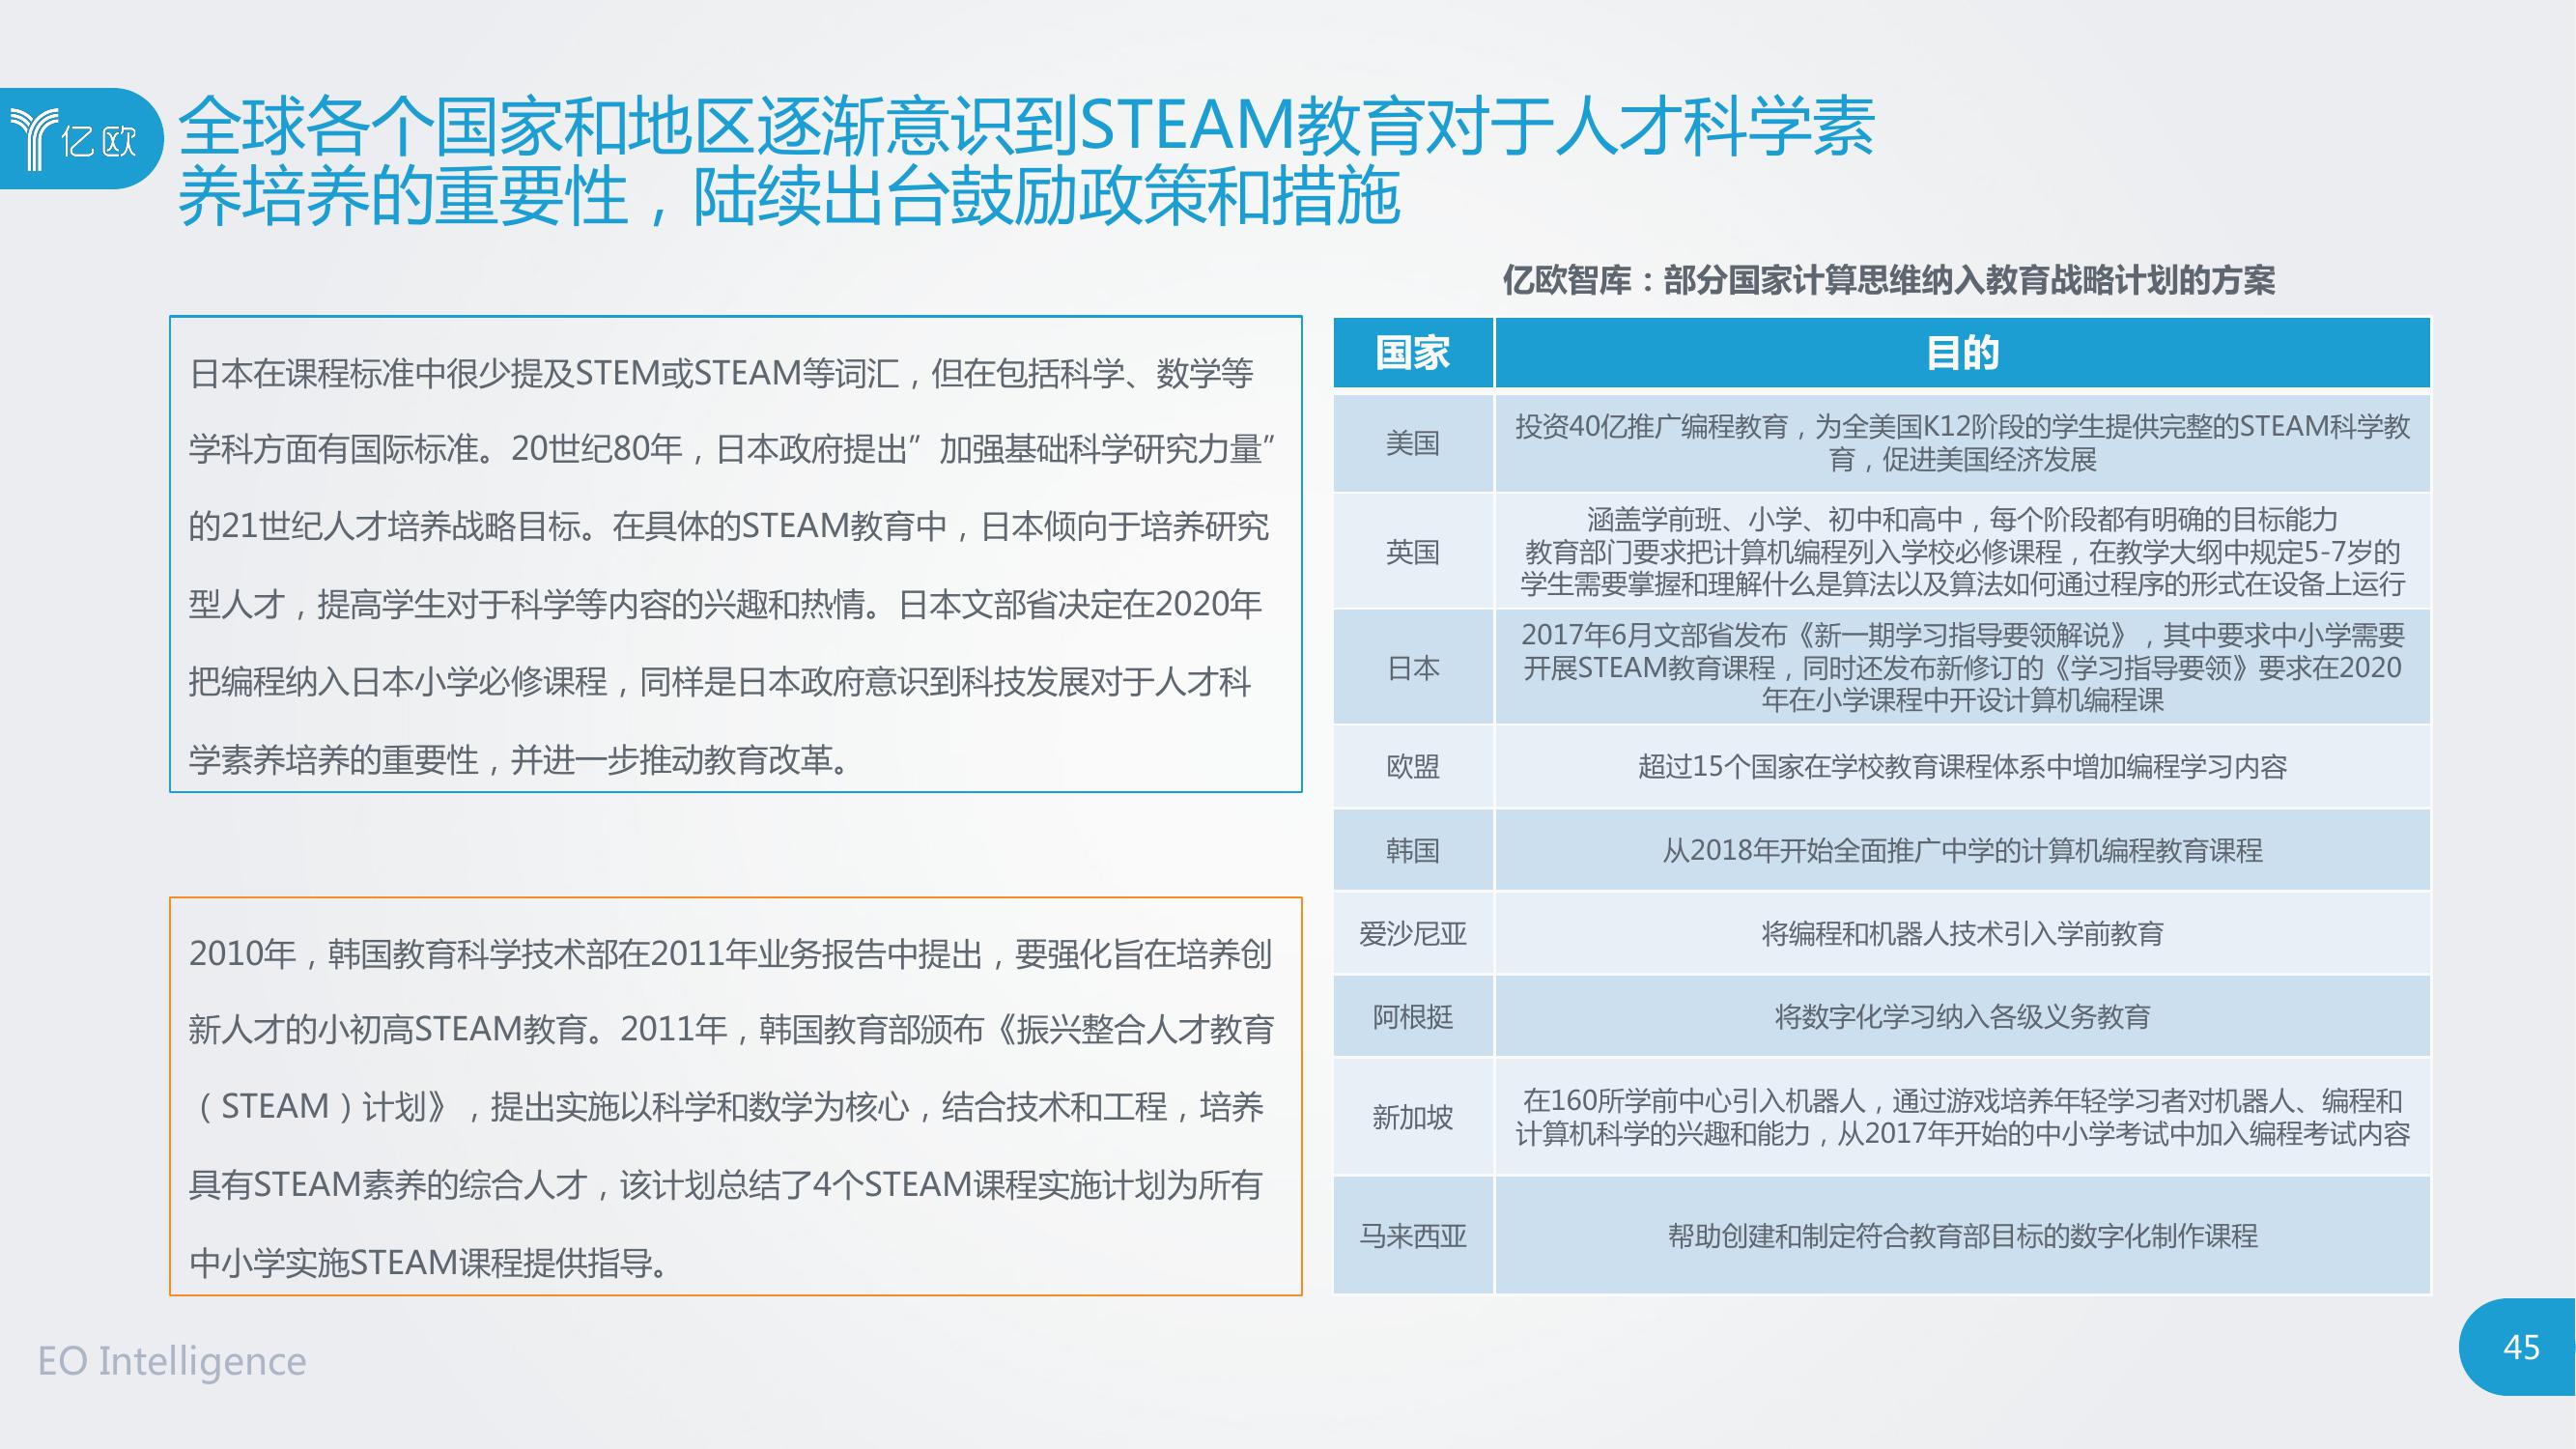 亿欧
全球各个国家和地区逐渐意识到STEAM教育对于人才科学素
养培养的重要性，陆续出台鼓励政策和措施
日本在课程标准中很少提及STEM或STEAM等词汇，但在包括科学、数学等
学科方面有国际标准。20世纪80年，日本政府提出”加强基础科学研究力量”
的21世纪人才培养战略目标。在具体的STEAM教育中，日本倾向于培养研究
型人才，提高学生对于科学等内容的兴趣和热情。日本文部省决定在2020年
把编程纳入日本小学必修课程，同样是日本政府意识到科技发展对于人才科
学素养培养的重要性，并进一步推动教育改革。
2010年，韩国教育科学技术部在2011年业务报告中提出，要强化旨在培养创
新人才的小初高STEAM教育。2011年，韩国教育部颁布《振兴整合人才教育
（STEAM）计划》，提出实施以科学和数学为核心，结合技术和工程，培养
具有STEAM素养的综合人才，该计划总结了4个STEAM课程实施计划为所有
中小学实施STEAM课程提供指导。
亿欧智库：部分国家计算思维纳入教育战略计划的方案
国家 目的
美国 投资40亿推广编程教育，为全美国K12阶段的学生提供完整的STEAM科学教
育，促进美国经济发展
英国 涵盖学前班、小学、初中和高中，每个阶段都有明确的目标能力
教育部门要求把计算机编程列入学校必修课程，在教学大纲中规定5-7岁的
学生需要掌握和理解什么是算法以及算法如何通过程序的形式在设备上运行
日本 2017年6月文部省发布《新一期学习指导要领解说》，其中要求中小学需要
开展STEAM教育课程，同时还发布新修订的《学习指导要领》要求在2020
年在小学课程中开设计算机编程课
欧盟 超过15个国家在学校教育课程体系中增加编程学习内容
韩国 从2018年开始全面推广中学的计算机编程教育课程
爱沙尼亚 将编程和机器人技术引入学前教育
阿根挺 将数字化学习纳入各级义务教育
新加坡 在160所学前中心引入机器人，通过游戏培养年轻学习者对机器人、编程和
计算机科学的兴趣和能力，从2017年开始的中小学考试中加入编程考试内容
马来西亚 帮助创建和制定符合教育部目标的数字化制作课程
EO Intelligence
45